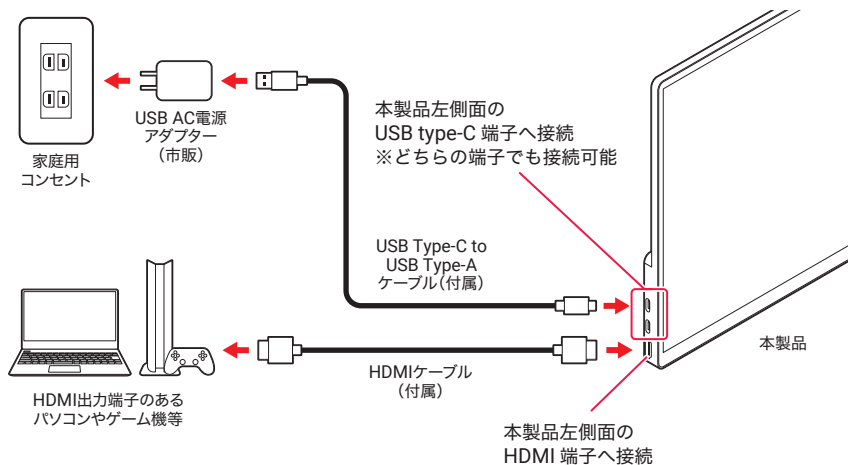 家庭用
コンセント
USB AC電源
アダプター
（市販）
本製品左側面の
USB type-C 端子へ接続
※どちらの端子でも接続可能
USB Type-C to
USB Type-A
ケーブル（付属）
本製品
HDMIケーブル
（付属）
HDMI出力端子のある
パソコンやゲーム機等
本製品左側面の
HDMI 端子へ接続